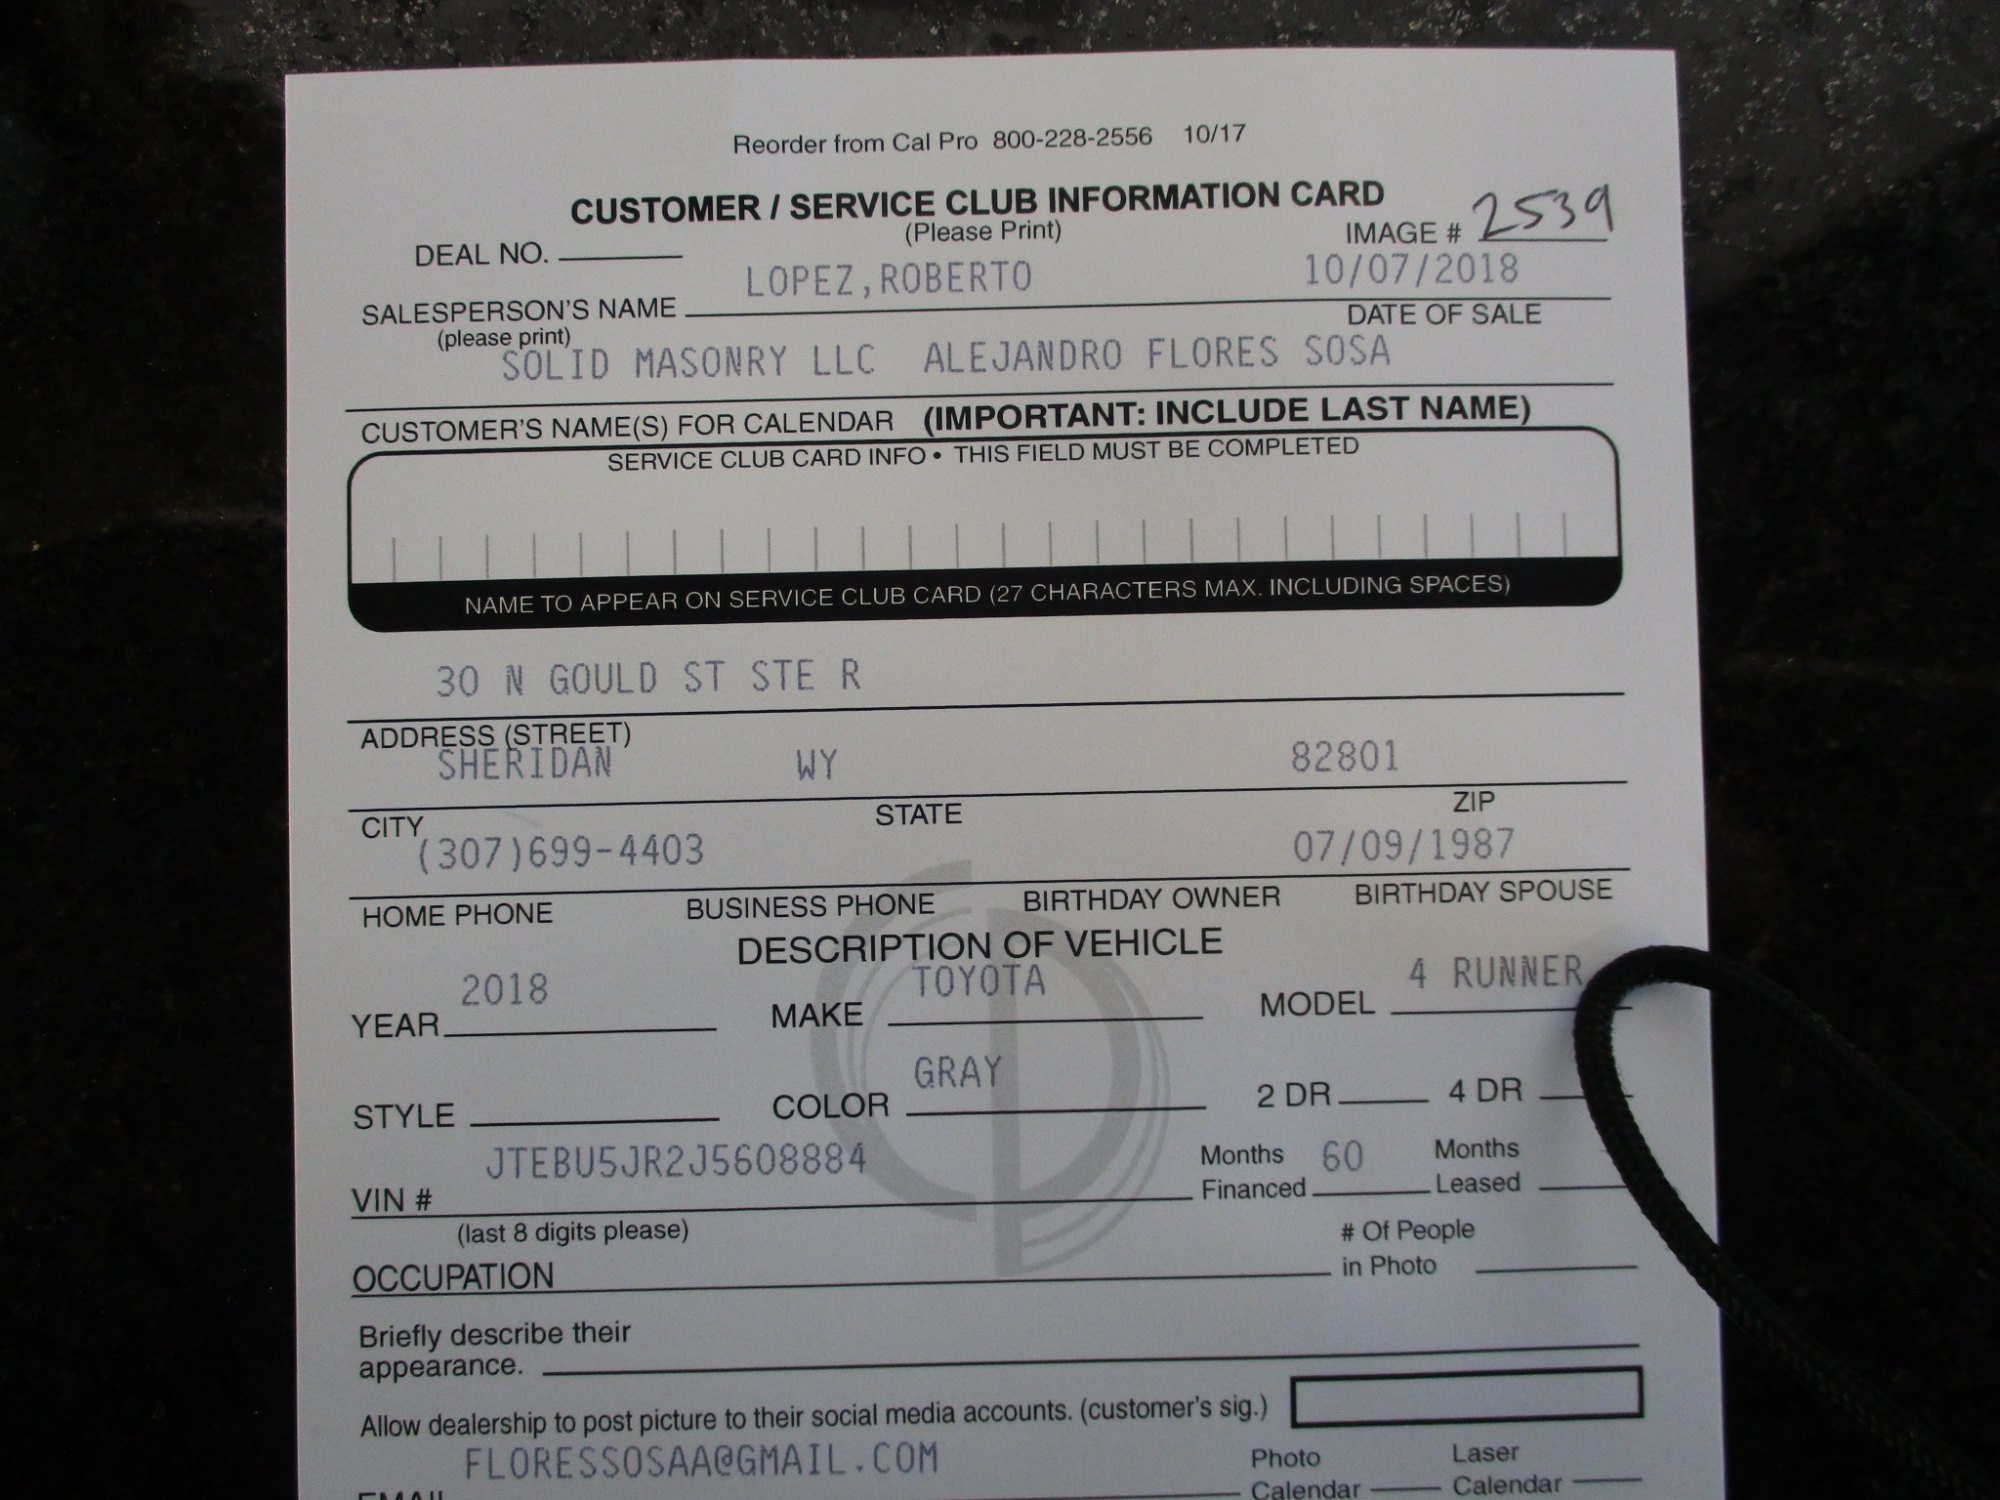 Reorder from Cal Pro 800-228-2556 10/17
CUSTOMER / SERVICE CLUB INFORMATION CARD
(Please Print)
DEAL NO.
IMAGE # 2539
LOPEZ,ROBERTO 10/07/2018
SALESPERSON'S NAME DATE OF SALE
(please print)
SOLID MASONRY LLC ALEJANDRO FLORES SOSA
CUSTOMER'S NAME(S) FOR CALENDAR (IMPORTANT: INCLUDE LAST NAME)
SERVICE CLUB CARD INFO • THIS FIELD MUST BE COMPLETED
NAME TO APPEAR ON SERVICE CLUB CARD (27 CHARACTERS MAX. INCLUDING SPACES)
30 N GOULD ST STE R
ADDRESS (STREET)
SHERIDAN WY 82801
CITY STATE ZIP
(307)699-4403 07/09/1987
HOME PHONE BUSINESS PHONE BIRTHDAY OWNER BIRTHDAY SPOUSE
DESCRIPTION OF VEHICLE
YEAR 2018 MAKE TOYOTA MODEL 4 RUNNER
STYLE COLOR GRAY 2 DR 4 DR
VIN # JTEBU5JR2J5608884 Months Financed 60 Months Leased
(last 8 digits please)
OCCUPATION # Of People in Photo
Briefly describe their
appearance.
Allow dealership to post picture to their social media accounts. (customer's sig.)
FLORESSOSAA@GMAIL.COM
EMAIL Photo Calendar Laser Calendar